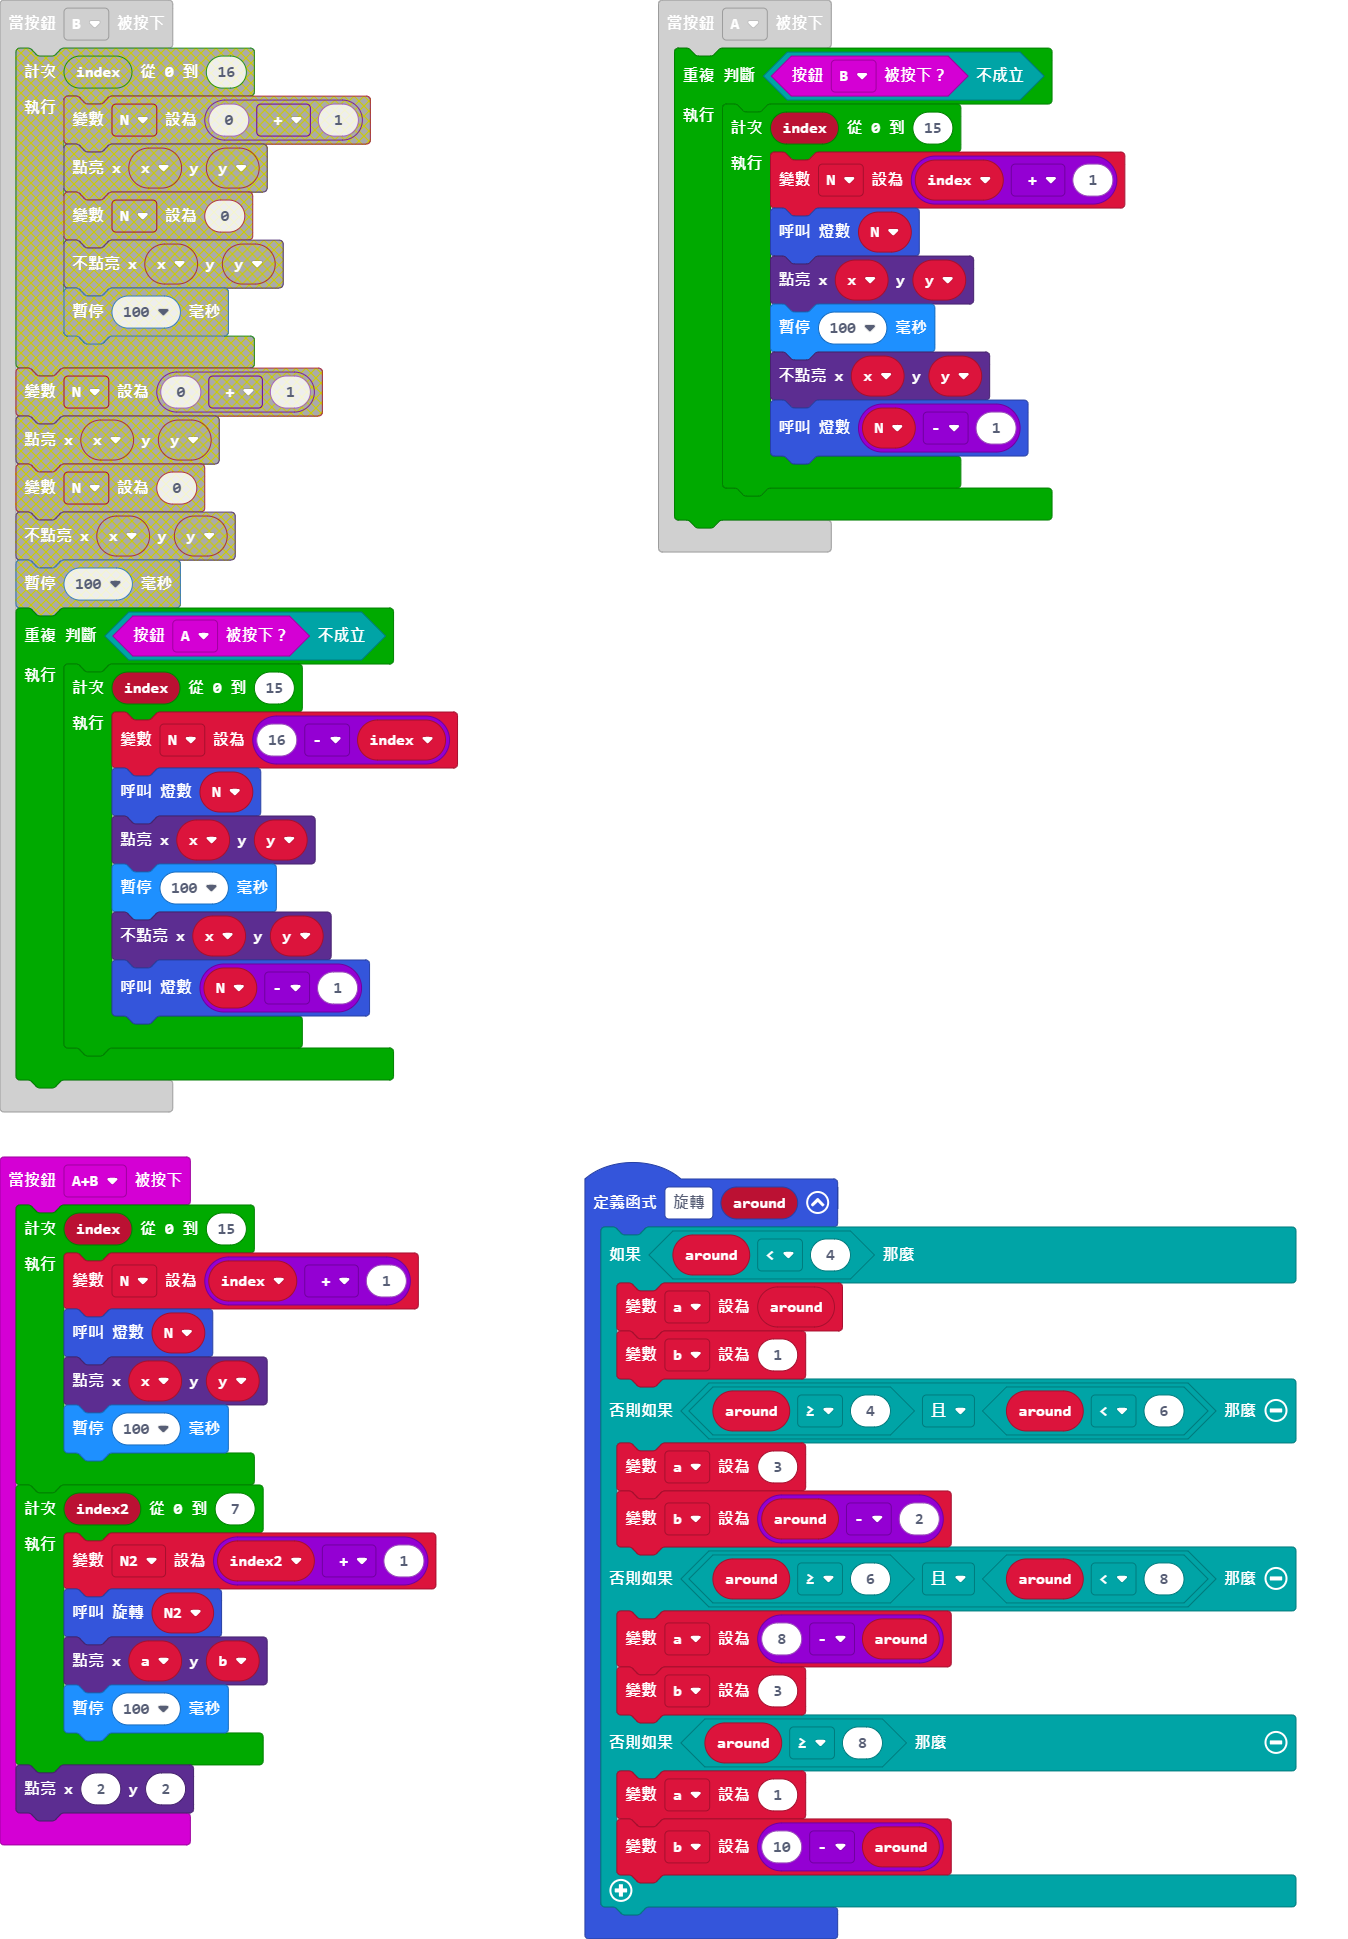 當按鈕 B 被按下
計次 index 從 0 到 16
執行
變數 N 設為 0 + 1
點亮 x x y y
變數 N 設為 0
不點亮 x x y y
暫停 100 毫秒
變數 N 設為 0 + 1
點亮 x x y y
變數 N 設為 0
不點亮 x x y y
暫停 100 毫秒
重複 判斷 按鈕 A 被按下？ 不成立
執行
計次 index 從 0 到 15
執行
變數 N 設為 16 - index
呼叫 燈數 N
點亮 x x y y
暫停 100 毫秒
不點亮 x x y y
呼叫 燈數 N - 1
當按鈕 A 被按下
重複 判斷 按鈕 B 被按下？ 不成立
執行
計次 index 從 0 到 15
執行
變數 N 設為 index + 1
呼叫 燈數 N
點亮 x x y y
暫停 100 毫秒
不點亮 x x y y
呼叫 燈數 N - 1
當按鈕 A+B 被按下
計次 index 從 0 到 15
執行
變數 N 設為 index + 1
呼叫 燈數 N
點亮 x x y y
暫停 100 毫秒
計次 index2 從 0 到 7
執行
變數 N2 設為 index2 + 1
呼叫 旋轉 N2
點亮 x a y b
暫停 100 毫秒
點亮 x 2 y 2
定義函式 旋轉 around
如果 around < 4 那麼
變數 a 設為 around
變數 b 設為 1
否則如果 around ≥ 4 且 around < 6 那麼
變數 a 設為 3
變數 b 設為 around - 2
否則如果 around ≥ 6 且 around < 8 那麼
變數 a 設為 8 - around
變數 b 設為 3
否則如果 around ≥ 8 那麼
變數 a 設為 1
變數 b 設為 10 - around